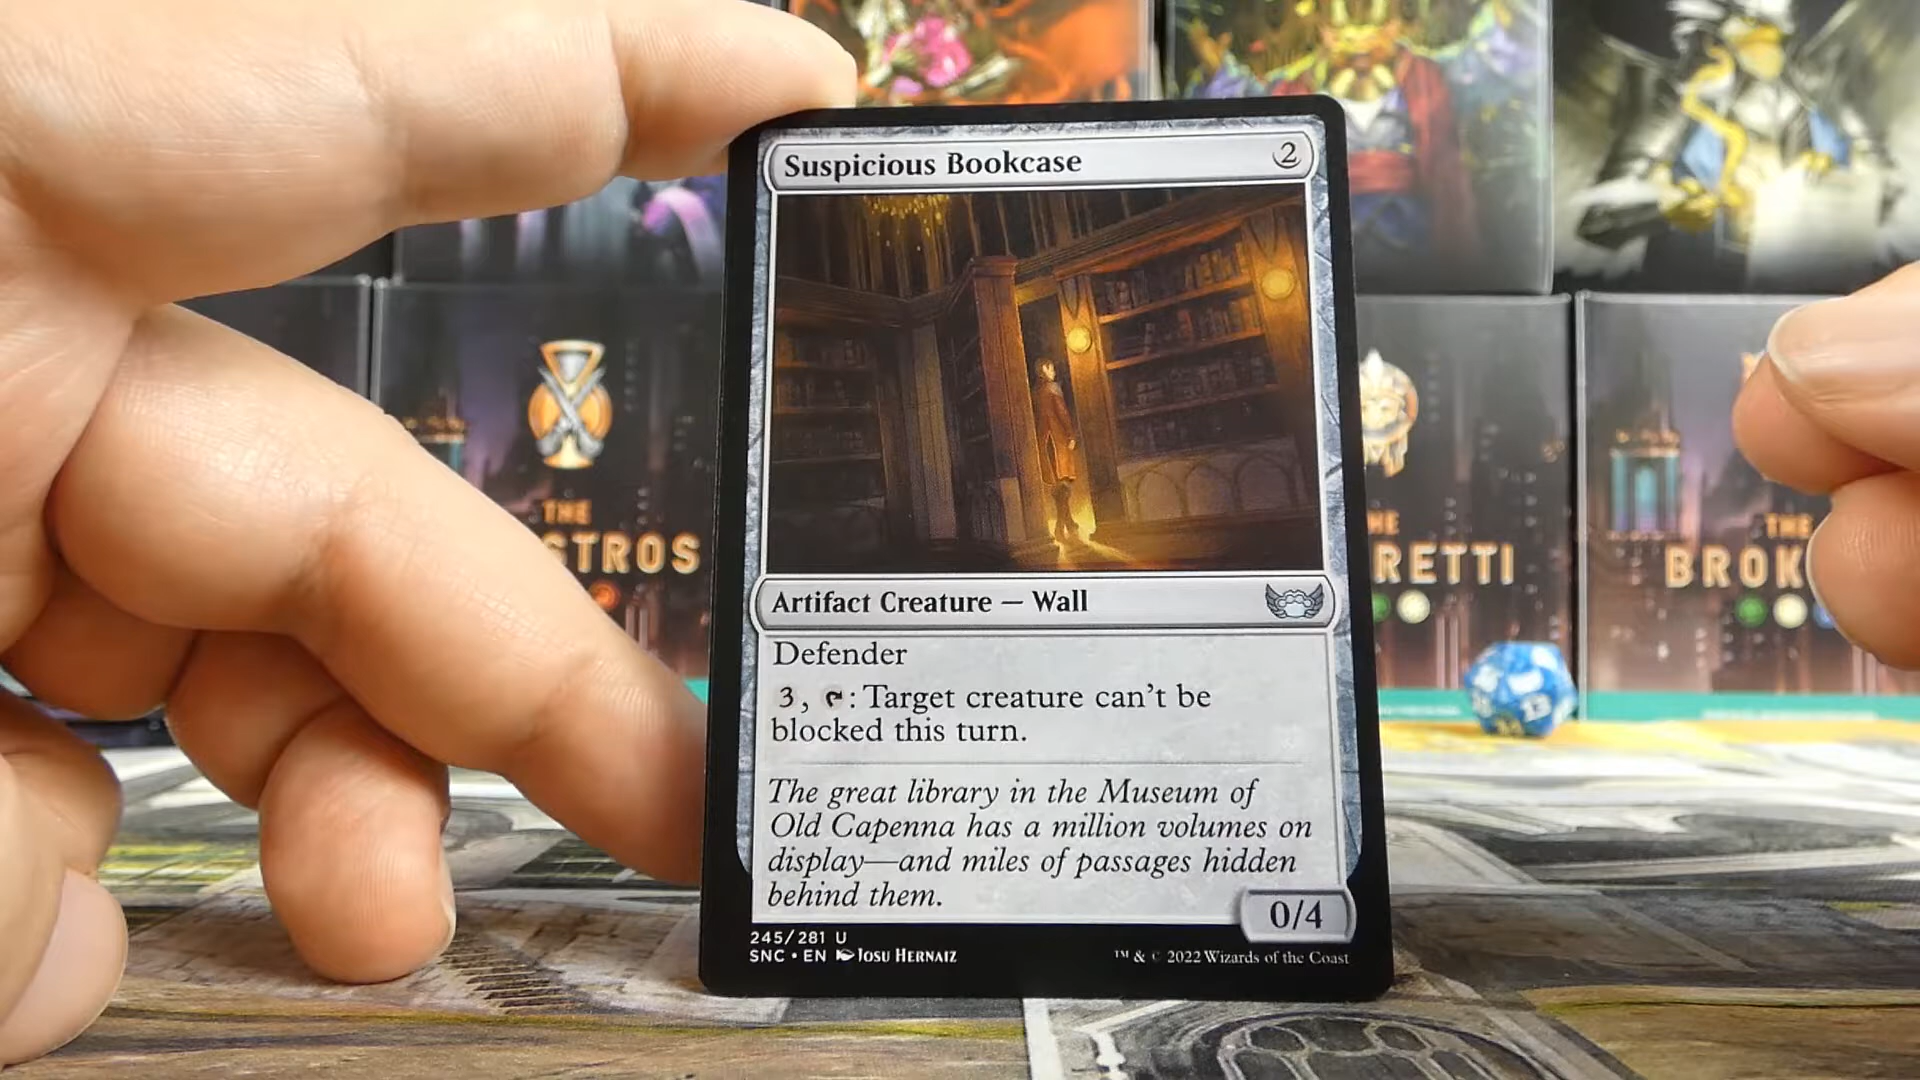 Suspicious Bookcase 2
Artifact Creature — Wall
Defender
3, : Target creature can't be
blocked this turn.
The great library in the Museum of
Old Capenna has a million volumes on
display—and miles of passages hidden
behind them.
0/4
245/281 U
SNC • EN Josu Hernaiz
™ & © 2022 Wizards of the Coast
THE
STROS
HE
RETTI
THE
BROK
13